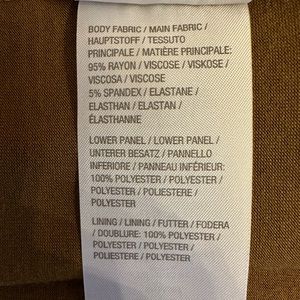 BODY FABRIC / MAIN FABRIC /
HAUPTSTOFF / TESSUTO
PRINCIPALE / MATIÈRE PRINCIPALE:
95% RAYON / VISCOSE / VISKOSE /
VISCOSA / VISCOSE
5% SPANDEX / ELASTANE /
ELASTHAN / ELASTAN /
ÉLASTHANNE
LOWER PANEL / LOWER PANEL /
UNTERER BESATZ / PANNELLO
INFERIORE / PANNEAU INFÉRIEUR:
100% POLYESTER / POLYESTER /
POLYESTER / POLIESTERE /
POLYESTER
LINING / LINING / FUTTER / FODERA
/ DOUBLURE: 100% POLYESTER /
POLYESTER / POLYESTER /
POLIESTERE / POLYESTER